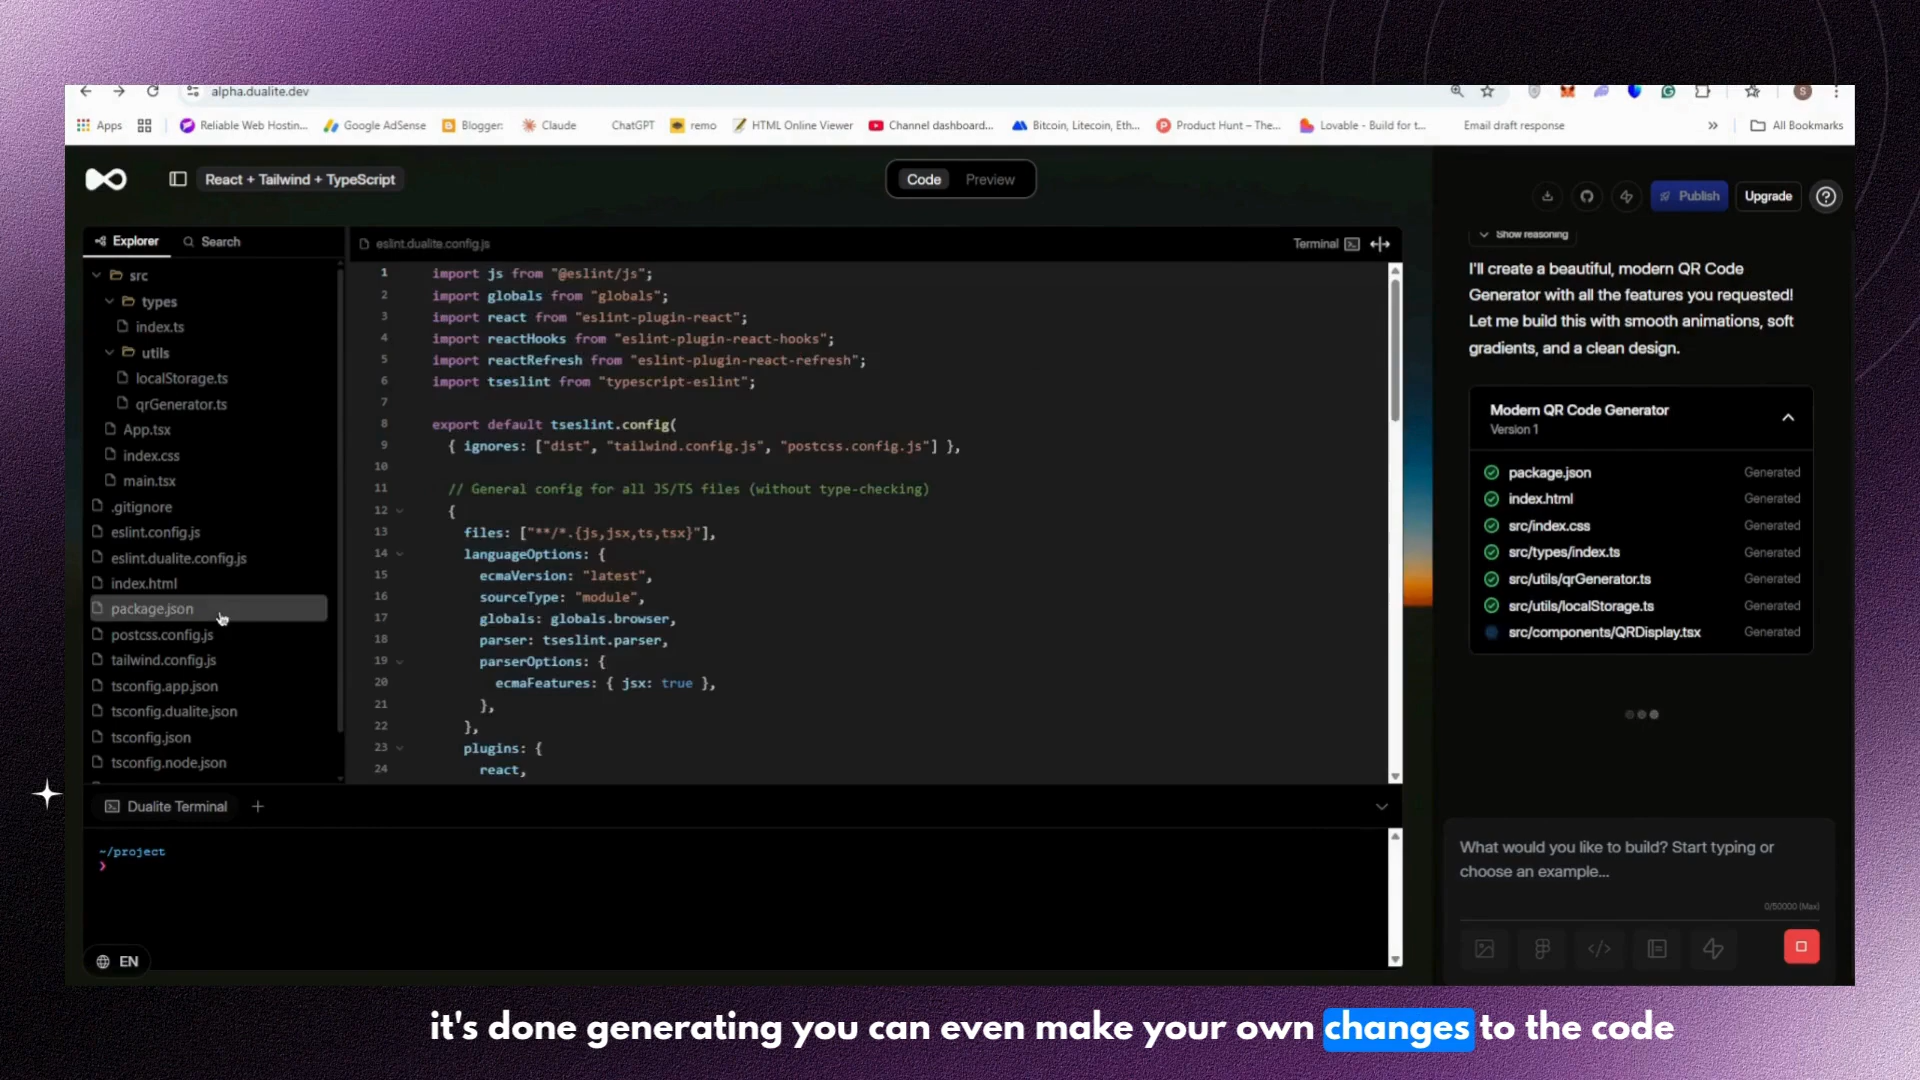 alpha.dualite.dev
S
Apps
Reliable Web Hostin...
Google AdSense
Blogger:
Claude
ChatGPT
remo
HTML Online Viewer
Channel dashboard...
Bitcoin, Litecoin, Eth...
Product Hunt – The...
Lovable - Build for t...
Email draft response
»
All Bookmarks
React + Tailwind + TypeScript
Code
Preview
Publish
Upgrade
Explorer
Search
src
types
index.ts
utils
localStorage.ts
qrGenerator.ts
App.tsx
index.css
main.tsx
.gitignore
eslint.config.js
eslint.dualite.config.js
index.html
package.json
postcss.config.js
tailwind.config.js
tsconfig.app.json
tsconfig.dualite.json
tsconfig.json
tsconfig.node.json
eslint.dualite.config.js
Terminal
1 import js from "@eslint/js";
2 import globals from "globals";
3 import react from "eslint-plugin-react";
4 import reactHooks from "eslint-plugin-react-hooks";
5 import reactRefresh from "eslint-plugin-react-refresh";
6 import tseslint from "typescript-eslint";
7
8 export default tseslint.config(
9 { ignores: ["dist", "tailwind.config.js", "postcss.config.js"] },
10
11 // General config for all JS/TS files (without type-checking)
12 {
13 files: ["**/*.{js,jsx,ts,tsx}"],
14 languageOptions: {
15 ecmaVersion: "latest",
16 sourceType: "module",
17 globals: globals.browser,
18 parser: tseslint.parser,
19 parserOptions: {
20 ecmaFeatures: { jsx: true },
21 },
22 },
23 plugins: {
24 react,
Dualite Terminal +
~/project
❯
EN
Show reasoning
I'll create a beautiful, modern QR Code
Generator with all the features you requested!
Let me build this with smooth animations, soft
gradients, and a clean design.
Modern QR Code Generator
Version 1
package.json Generated
index.html Generated
src/index.css Generated
src/types/index.ts Generated
src/utils/qrGenerator.ts Generated
src/utils/localStorage.ts Generated
src/components/QRDisplay.tsx Generated
What would you like to build? Start typing or
choose an example...
0/50000 (Max)
it's done generating you can even make your own changes to the code